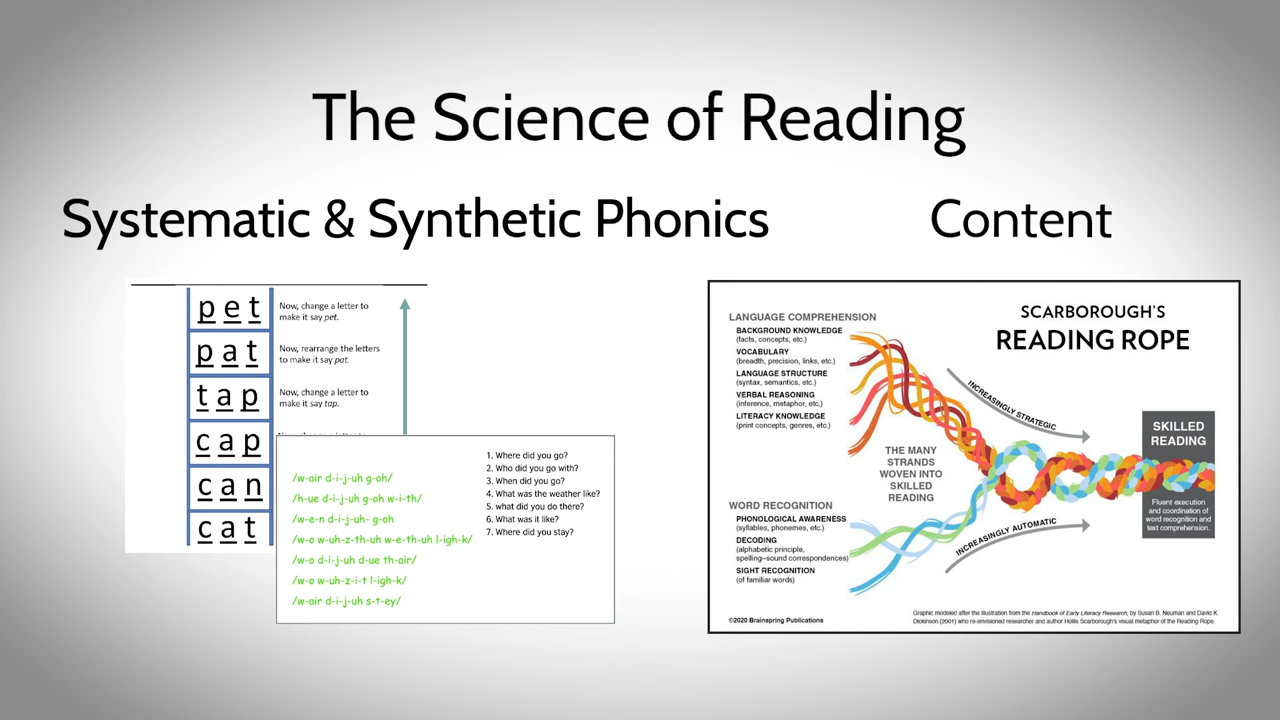 The Science of Reading
Systematic & Synthetic Phonics
Content
pet
Now, change a letter to
make it say pet.
pat
Now, rearrange the letters
to make it say pat.
tap
Now, change a letter to
make it say tap.
cap
can
cat
/w-air d-i-j-uh g-oh/
/h-ue d-i-j-uh g-oh w-i-th/
/w-e-n d-i-j-uh- g-oh
/w-o w-uh-z-th-uh w-e-th-uh l-igh-k/
/w-o d-i-j-uh d-ue th-air/
/w-o w-uh-z-i-t l-igh-k/
/w-air d-i-j-uh s-t-ey/
1. Where did you go?
2. Who did you go with?
3. When did you go?
4. What was the weather like?
5. what did you do there?
6. What was it like?
7. Where did you stay?
SCARBOROUGH'S
READING ROPE
LANGUAGE COMPREHENSION
BACKGROUND KNOWLEDGE
(facts, concepts, etc.)
VOCABULARY
(breadth, precision, links, etc.)
LANGUAGE STRUCTURE
(syntax, semantics, etc.)
VERBAL REASONING
(inference, metaphor, etc.)
LITERACY KNOWLEDGE
(print concepts, genres, etc.)
INCREASINGLY STRATEGIC
THE MANY
STRANDS
WOVEN INTO
SKILLED
READING
SKILLED
READING
Fluent execution
and coordination of
word recognition and
text comprehension.
WORD RECOGNITION
PHONOLOGICAL AWARENESS
(syllables, phonemes, etc.)
DECODING
(alphabetic principle,
spelling–sound correspondences)
SIGHT RECOGNITION
(of familiar words)
INCREASINGLY AUTOMATIC
©2020 Brainspring Publications
Graphic modeled after the illustration from the Handbook of Early Literacy Research, by Susan B. Neuman and David K.
Dickinson (2001) who re-envisioned researcher and author Hollis Scarborough's visual metaphor of the Reading Rope.